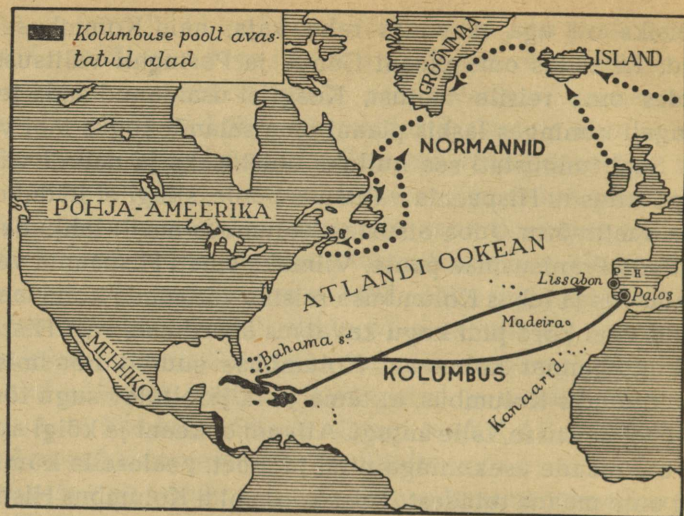 Kolumbuse poolt avas-
tatud alad
GRÖÖNIMAA
ISLAND
NORMANNID
PÕHJA-AMEERIKA
ATLANDI OOKEAN
P
H
Lissabon
Palos
Madeira
Bahama s.
MEHHIKO
KOLUMBUS
Kanaarid